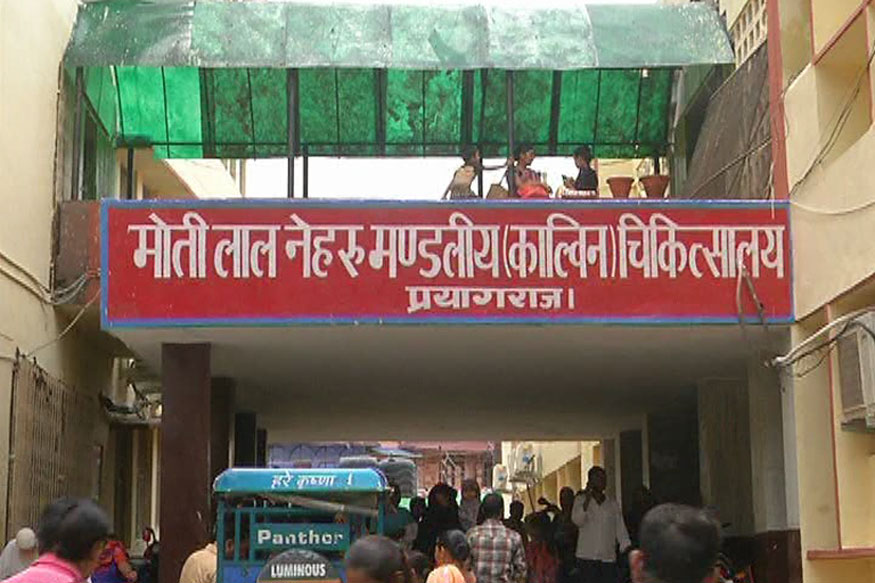 मोती लाल नेहरु मण्डलीय (काल्विन) चिकित्सालय
प्रयागराज।
हरे कृष्णा
Panther
LUMINOUS